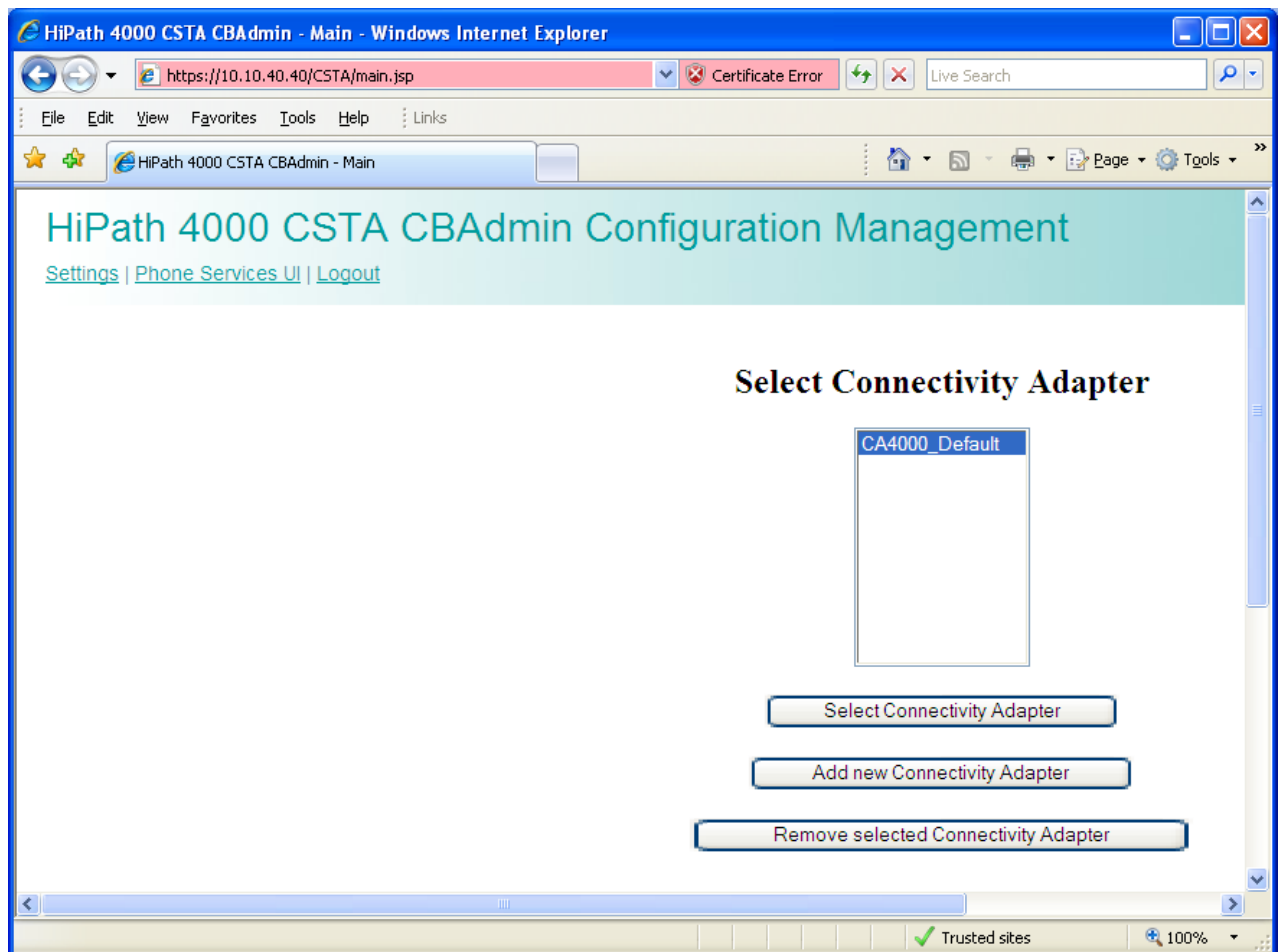 HiPath 4000 CSTA CBAdmin - Main - Windows Internet Explorer
https://10.10.40.40/CSTA/main.jsp Certificate Error Live Search
File Edit View Favorites Tools Help Links
HiPath 4000 CSTA CBAdmin - Main Page Tools »
HiPath 4000 CSTA CBAdmin Configuration Management
Settings | Phone Services UI | Logout
Select Connectivity Adapter
CA4000_Default
Select Connectivity Adapter
Add new Connectivity Adapter
Remove selected Connectivity Adapter
Trusted sites 100%